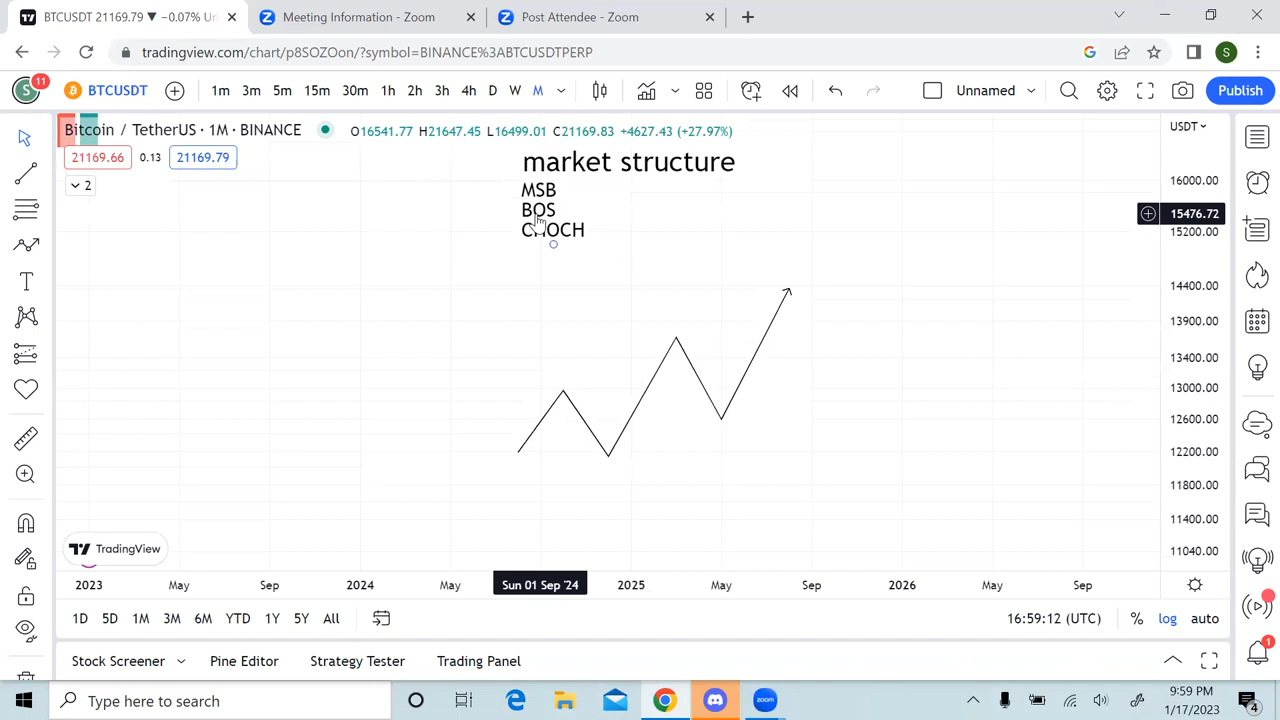 BTCUSDT 21169.79 ▼ −0.07% Un
Meeting Information - Zoom
Post Attendee - Zoom
tradingview.com/chart/p8SOZOon/?symbol=BINANCE%3ABTCUSDTPERP
S
S
11
BTCUSDT
1m 3m 5m 15m 30m 1h 2h 3h 4h D W M
Unnamed
Publish
Bitcoin / TetherUS · 1M · BINANCE
O16541.77 H21647.45 L16499.01 C21169.83 +4627.43 (+27.97%)
USDT
21169.66 0.13 21169.79
2
market structure
MSB
BOS
CHOCH
16000.00
15476.72
15200.00
14400.00
13900.00
13400.00
13000.00
12600.00
12200.00
11800.00
11400.00
11040.00
TradingView
2023 May Sep 2024 May Sun 01 Sep '24 2025 May Sep 2026 May Sep
1D 5D 1M 3M 6M YTD 1Y 5Y All
16:59:12 (UTC) % log auto
1
Stock Screener Pine Editor Strategy Tester Trading Panel
Type here to search
zoom
9:59 PM
1/17/2023
4